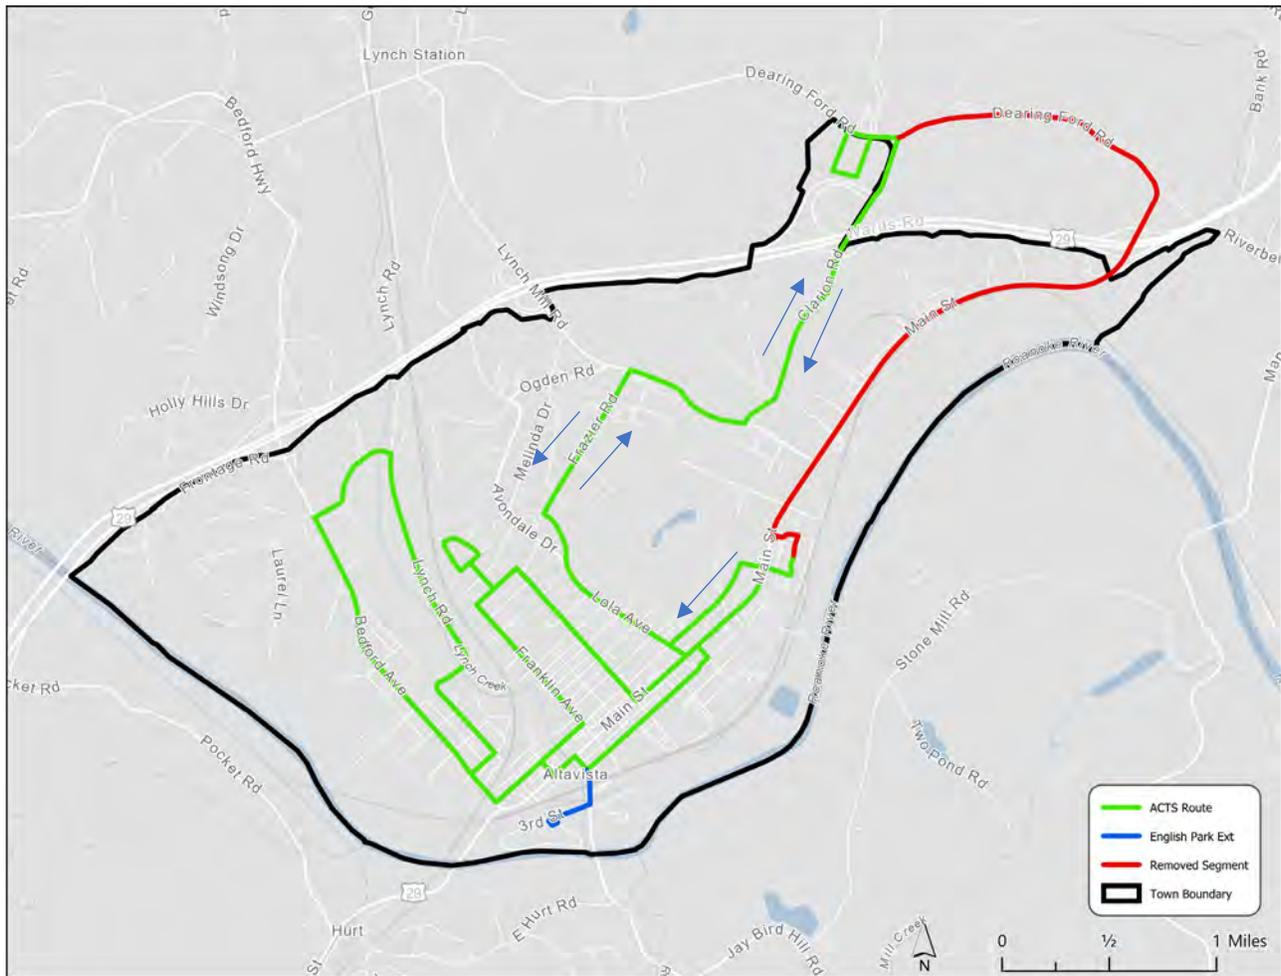 Lynch Station
Dearing Ford Rd
Dearing Ford Rd
Bank Rd
Bedford Hwy
Windsong Dr
Lynch Rd
Lynch Mill Rd
Wards Rd
29
Clarion Rd
Main St
Roanoke River
Ogden Rd
Holly Hills Dr
Melinda Dr
Frazier Rd
Frontage Rd
29
River
Avondale Dr
Main St
Laurel Ln
Lynch Rd
Lola Ave
Stone Mill Rd
Bedford Ave
Lynch Creek
Franklin Ave
Main St
Roanoke River
Pocket Rd
Two Pond Rd
Altavista
3rd St
29
Hurt
E Hurt Rd
Jay Bird Hill Rd
Mill Creek
ACTS Route
English Park Ext
Removed Segment
Town Boundary
N
0 ½ 1 Miles